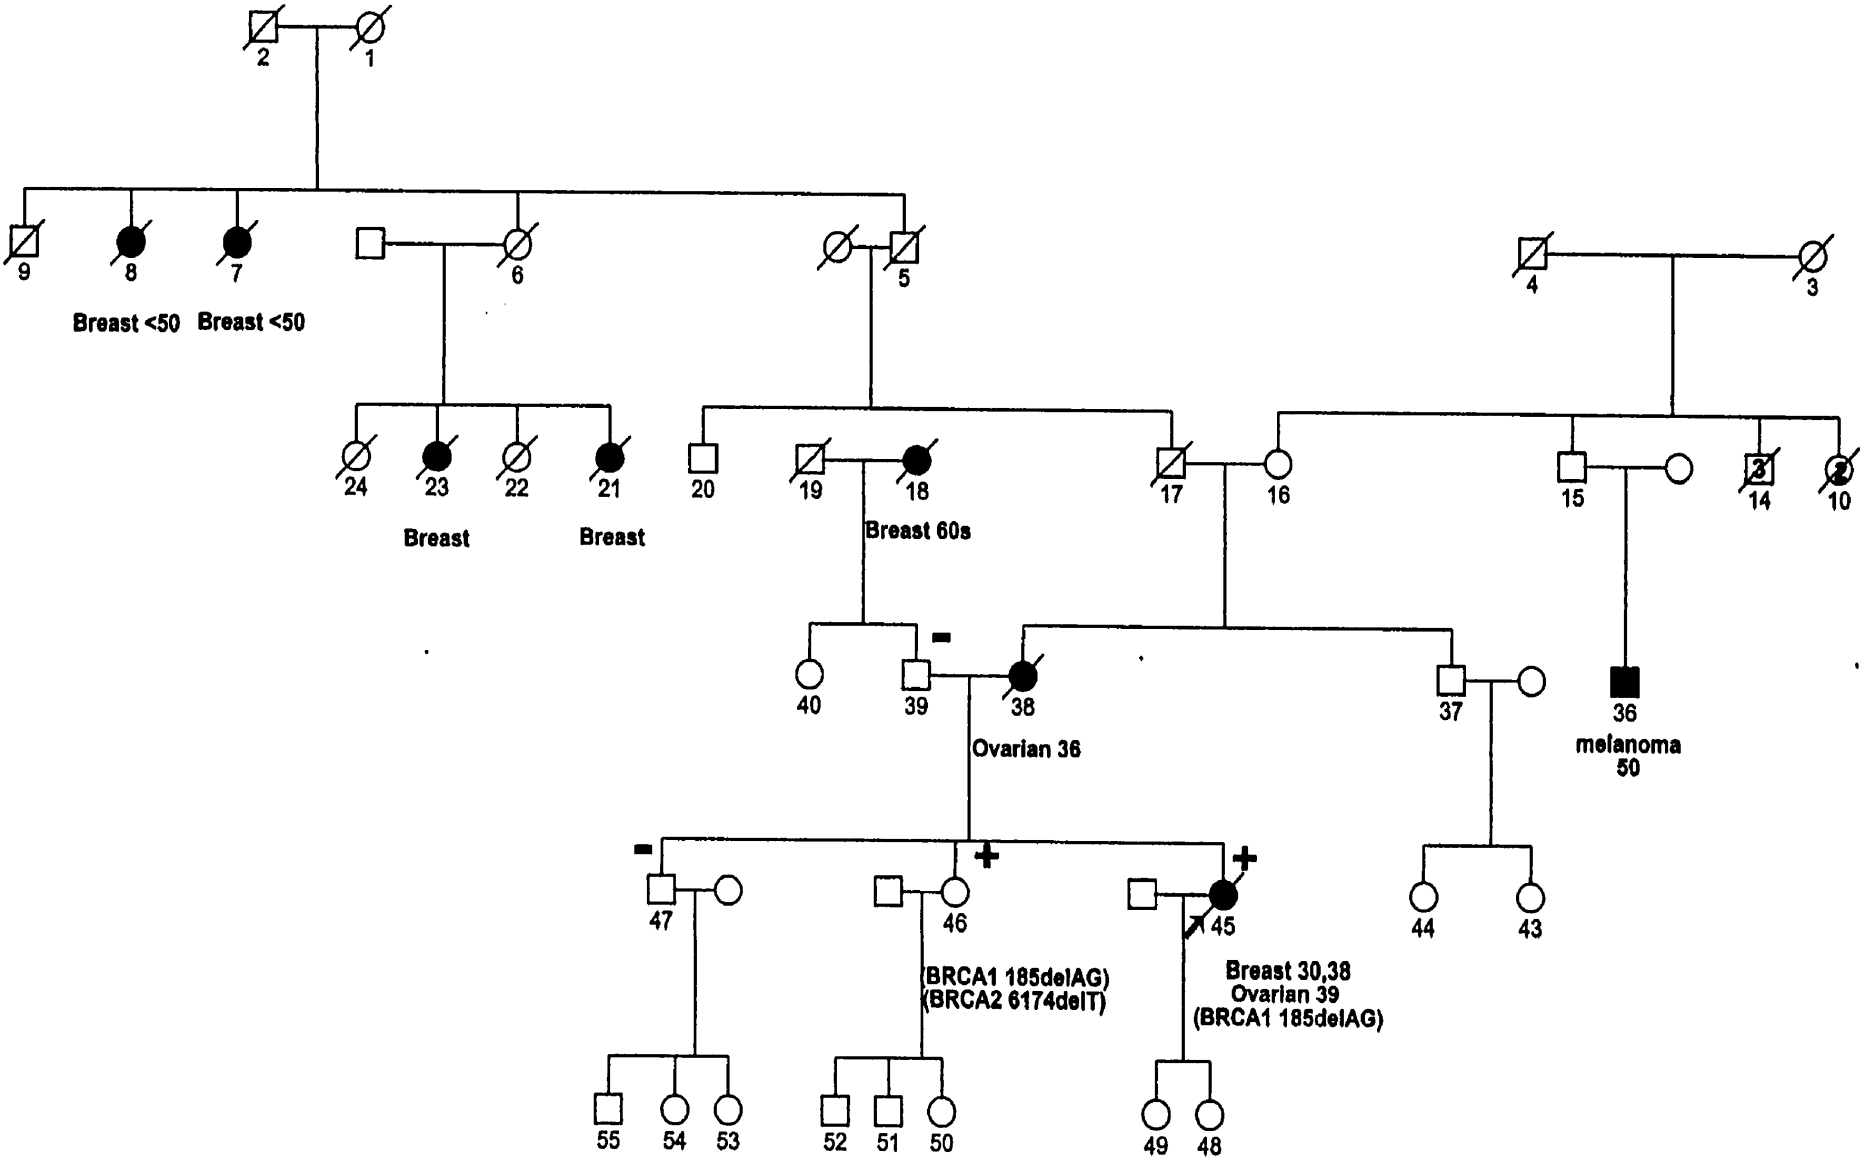 2 1
9 8 7 6 5 4 3
Breast <50 Breast <50
3 2
24 23 22 21 20 19 18 17 16 15 14 10
Breast Breast Breast 60s
-
40 39 38 37 36
Ovarian 36 melanoma
50
- + +
47 46 45 44 43
(BRCA1 185delAG) Breast 30,38
(BRCA2 6174delT) Ovarian 39
(BRCA1 185delAG)
55 54 53 52 51 50 49 48